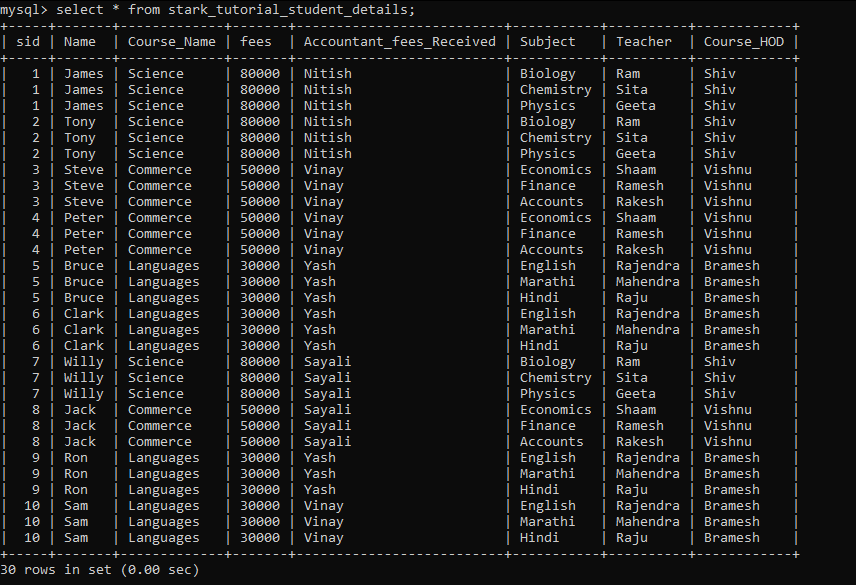 mysql> select * from stark_tutorial_student_details;
+-----+-------+-------------+-------+--------------------------+-----------+----------+------------+
| sid | Name  | Course_Name | fees  | Accountant_fees_Received | Subject   | Teacher  | Course_HOD |
+-----+-------+-------------+-------+--------------------------+-----------+----------+------------+
|   1 | James | Science     | 80000 | Nitish                   | Biology   | Ram      | Shiv       |
|   1 | James | Science     | 80000 | Nitish                   | Chemistry | Sita     | Shiv       |
|   1 | James | Science     | 80000 | Nitish                   | Physics   | Geeta    | Shiv       |
|   2 | Tony  | Science     | 80000 | Nitish                   | Biology   | Ram      | Shiv       |
|   2 | Tony  | Science     | 80000 | Nitish                   | Chemistry | Sita     | Shiv       |
|   2 | Tony  | Science     | 80000 | Nitish                   | Physics   | Geeta    | Shiv       |
|   3 | Steve | Commerce    | 50000 | Vinay                    | Economics | Shaam    | Vishnu     |
|   3 | Steve | Commerce    | 50000 | Vinay                    | Finance   | Ramesh   | Vishnu     |
|   3 | Steve | Commerce    | 50000 | Vinay                    | Accounts  | Rakesh   | Vishnu     |
|   4 | Peter | Commerce    | 50000 | Vinay                    | Economics | Shaam    | Vishnu     |
|   4 | Peter | Commerce    | 50000 | Vinay                    | Finance   | Ramesh   | Vishnu     |
|   4 | Peter | Commerce    | 50000 | Vinay                    | Accounts  | Rakesh   | Vishnu     |
|   5 | Bruce | Languages   | 30000 | Yash                     | English   | Rajendra | Bramesh    |
|   5 | Bruce | Languages   | 30000 | Yash                     | Marathi   | Mahendra | Bramesh    |
|   5 | Bruce | Languages   | 30000 | Yash                     | Hindi     | Raju     | Bramesh    |
|   6 | Clark | Languages   | 30000 | Yash                     | English   | Rajendra | Bramesh    |
|   6 | Clark | Languages   | 30000 | Yash                     | Marathi   | Mahendra | Bramesh    |
|   6 | Clark | Languages   | 30000 | Yash                     | Hindi     | Raju     | Bramesh    |
|   7 | Willy | Science     | 80000 | Sayali                   | Biology   | Ram      | Shiv       |
|   7 | Willy | Science     | 80000 | Sayali                   | Chemistry | Sita     | Shiv       |
|   7 | Willy | Science     | 80000 | Sayali                   | Physics   | Geeta    | Shiv       |
|   8 | Jack  | Commerce    | 50000 | Sayali                   | Economics | Shaam    | Vishnu     |
|   8 | Jack  | Commerce    | 50000 | Sayali                   | Finance   | Ramesh   | Vishnu     |
|   8 | Jack  | Commerce    | 50000 | Sayali                   | Accounts  | Rakesh   | Vishnu     |
|   9 | Ron   | Languages   | 30000 | Yash                     | English   | Rajendra | Bramesh    |
|   9 | Ron   | Languages   | 30000 | Yash                     | Marathi   | Mahendra | Bramesh    |
|   9 | Ron   | Languages   | 30000 | Yash                     | Hindi     | Raju     | Bramesh    |
|  10 | Sam   | Languages   | 30000 | Vinay                    | English   | Rajendra | Bramesh    |
|  10 | Sam   | Languages   | 30000 | Vinay                    | Marathi   | Mahendra | Bramesh    |
|  10 | Sam   | Languages   | 30000 | Vinay                    | Hindi     | Raju     | Bramesh    |
+-----+-------+-------------+-------+--------------------------+-----------+----------+------------+
30 rows in set (0.00 sec)